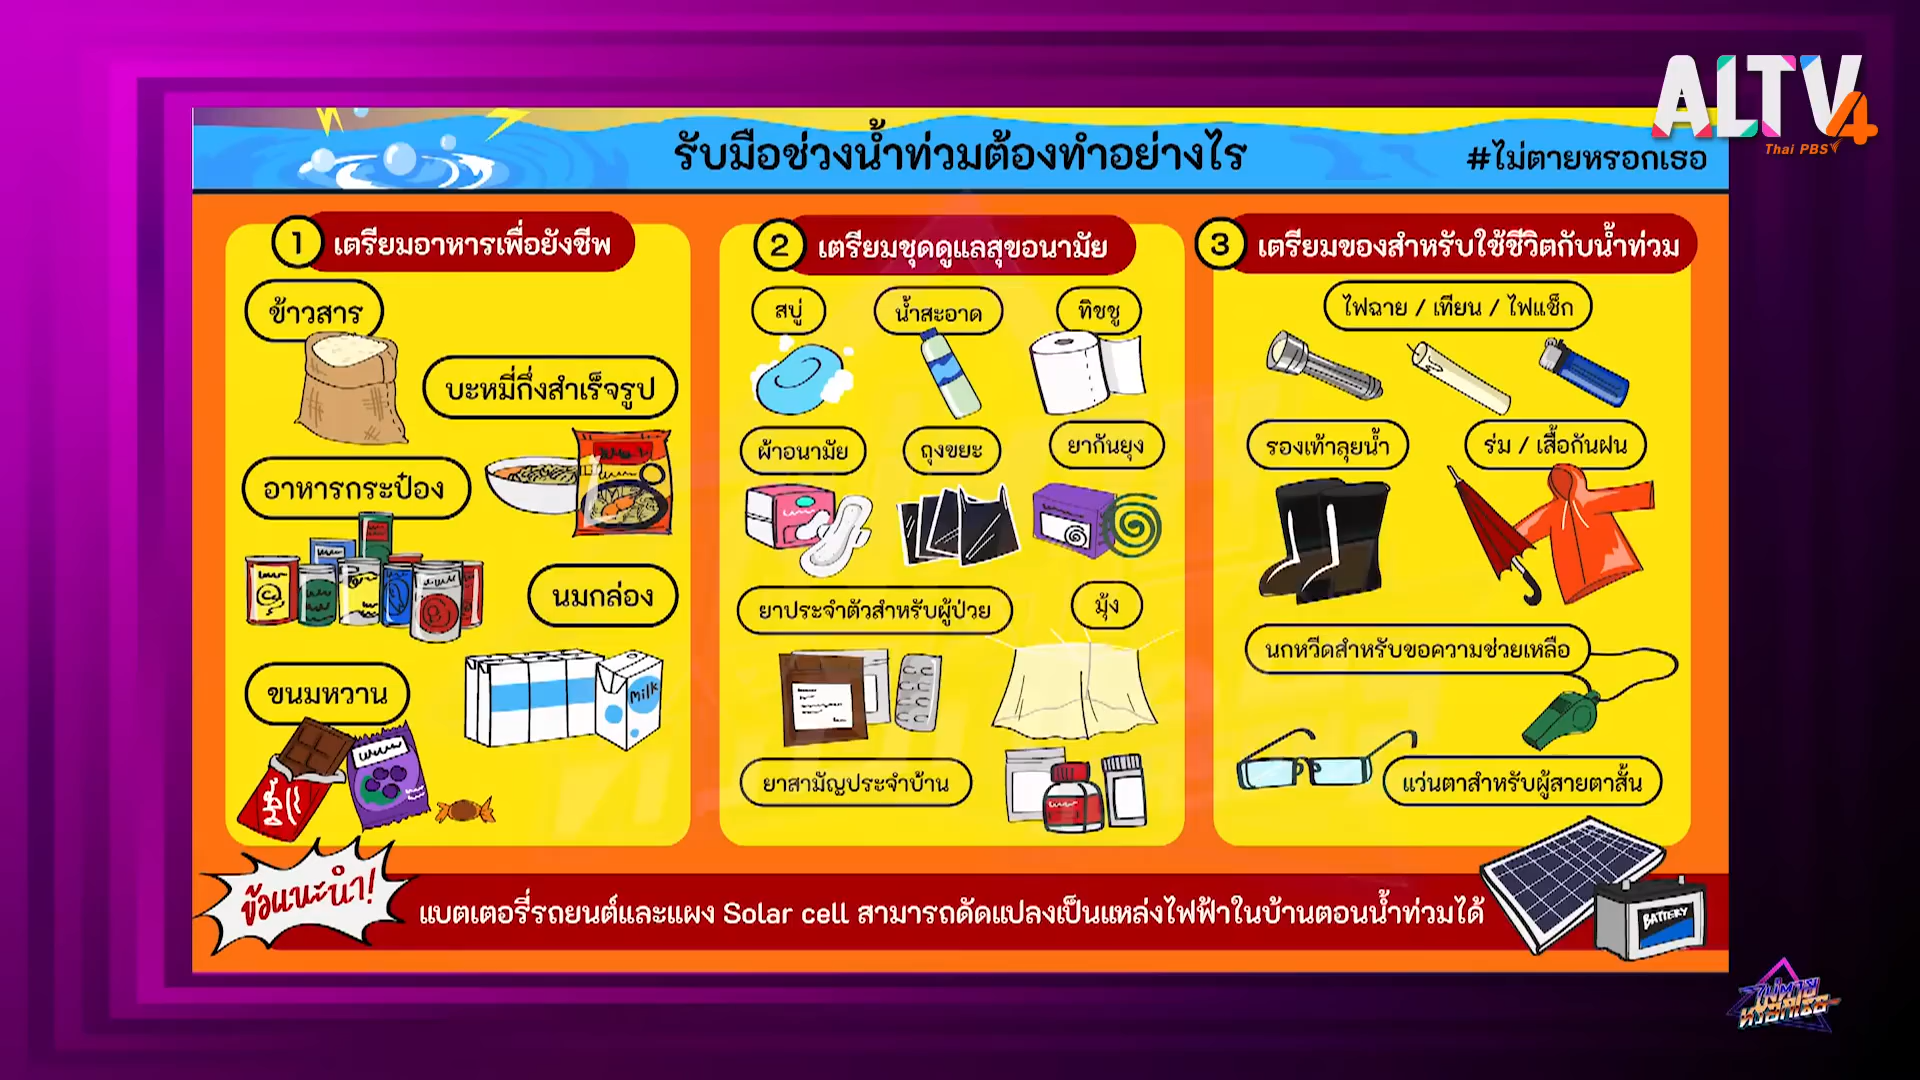 ALTV4
Thai PBS
รับมือช่วงน้ำท่วมต้องทำอย่างไร
#ไม่ตายหรอกเธอ
1 เตรียมอาหารเพื่อยังชีพ
ข้าวสาร
บะหมี่กึ่งสำเร็จรูป
อาหารกระป๋อง
นมกล่อง
Milk
ขนมหวาน
2 เตรียมชุดดูแลสุขอนามัย
สบู่
น้ำสะอาด
ทิชชู
ผ้าอนามัย
ถุงขยะ
ยากันยุง
ยาประจำตัวสำหรับผู้ป่วย
มุ้ง
ยาสามัญประจำบ้าน
3 เตรียมของสำหรับใช้ชีวิตกับน้ำท่วม
ไฟฉาย / เทียน / ไฟแช็ก
รองเท้าลุยน้ำ
ร่ม / เสื้อกันฝน
นกหวีดสำหรับขอความช่วยเหลือ
แว่นตาสำหรับผู้สายตาสั้น
ข้อแนะนำ!
แบตเตอรี่รถยนต์และแผง Solar cell สามารถดัดแปลงเป็นแหล่งไฟฟ้าในบ้านตอนน้ำท่วมได้
BATTERY
ไม่ตาย
หรอกเธอ